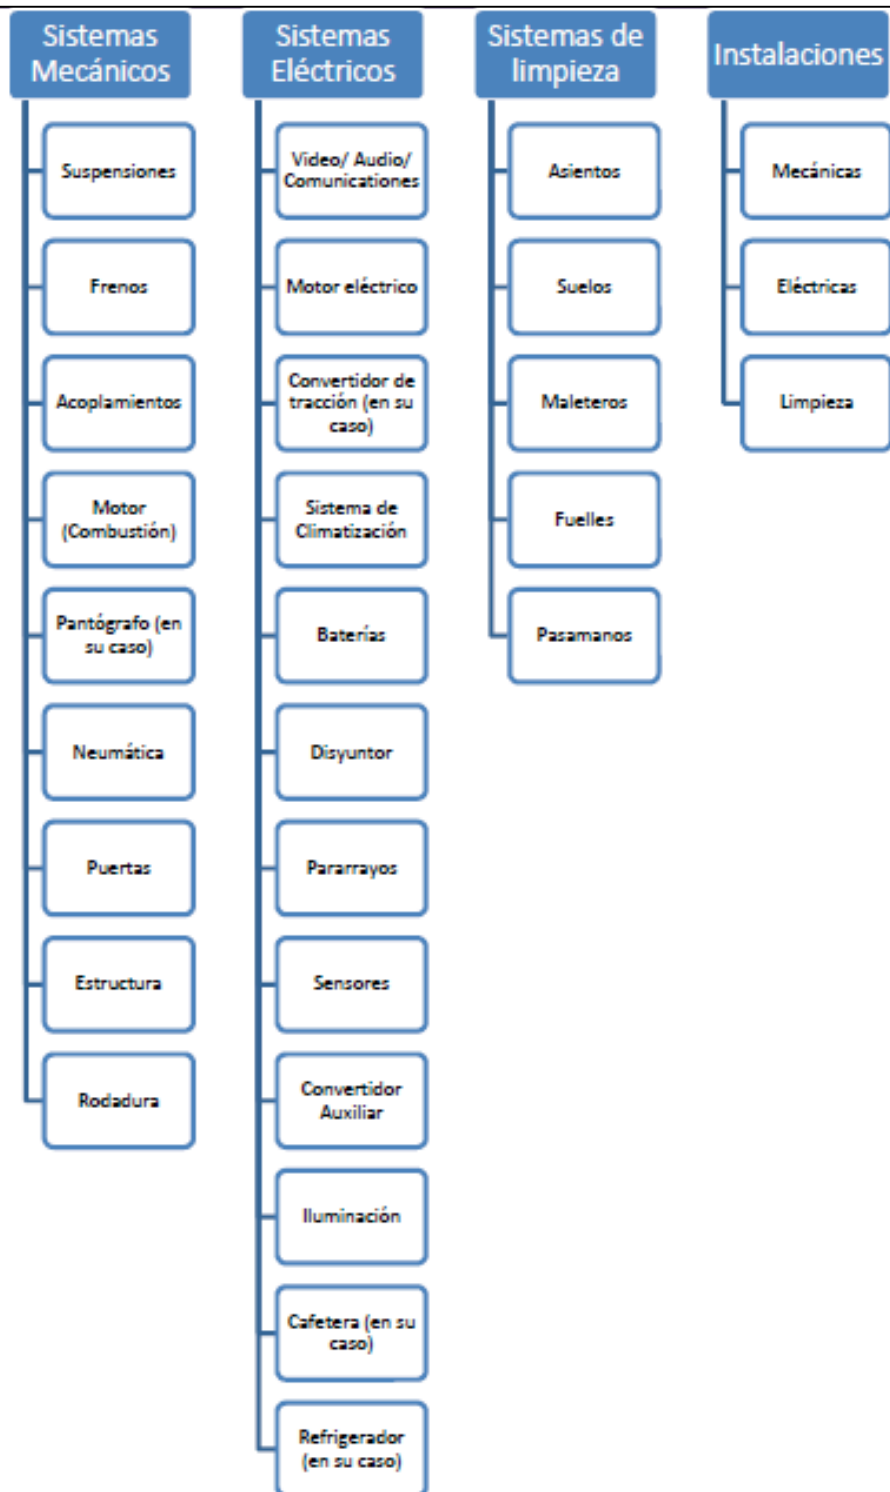 Sistemas
Mecánicos
Suspensiones
Frenos
Acoplamientos
Motor
(Combustión)
Pantógrafo (en
su caso)
Neumática
Puertas
Estructura
Rodadura
Sistemas
Eléctricos
Video/ Audio/
Comunicationes
Motor eléctrico
Convertidor de
tracción (en su
caso)
Sistema de
Climatización
Baterías
Disyuntor
Pararrayos
Sensores
Convertidor
Auxiliar
Iluminación
Cafetera (en su
caso)
Refrigerador
(en su caso)
Sistemas de
limpieza
Asientos
Suelos
Maleteros
Fuelles
Pasamanos
Instalaciones
Mecánicas
Eléctricas
Limpieza